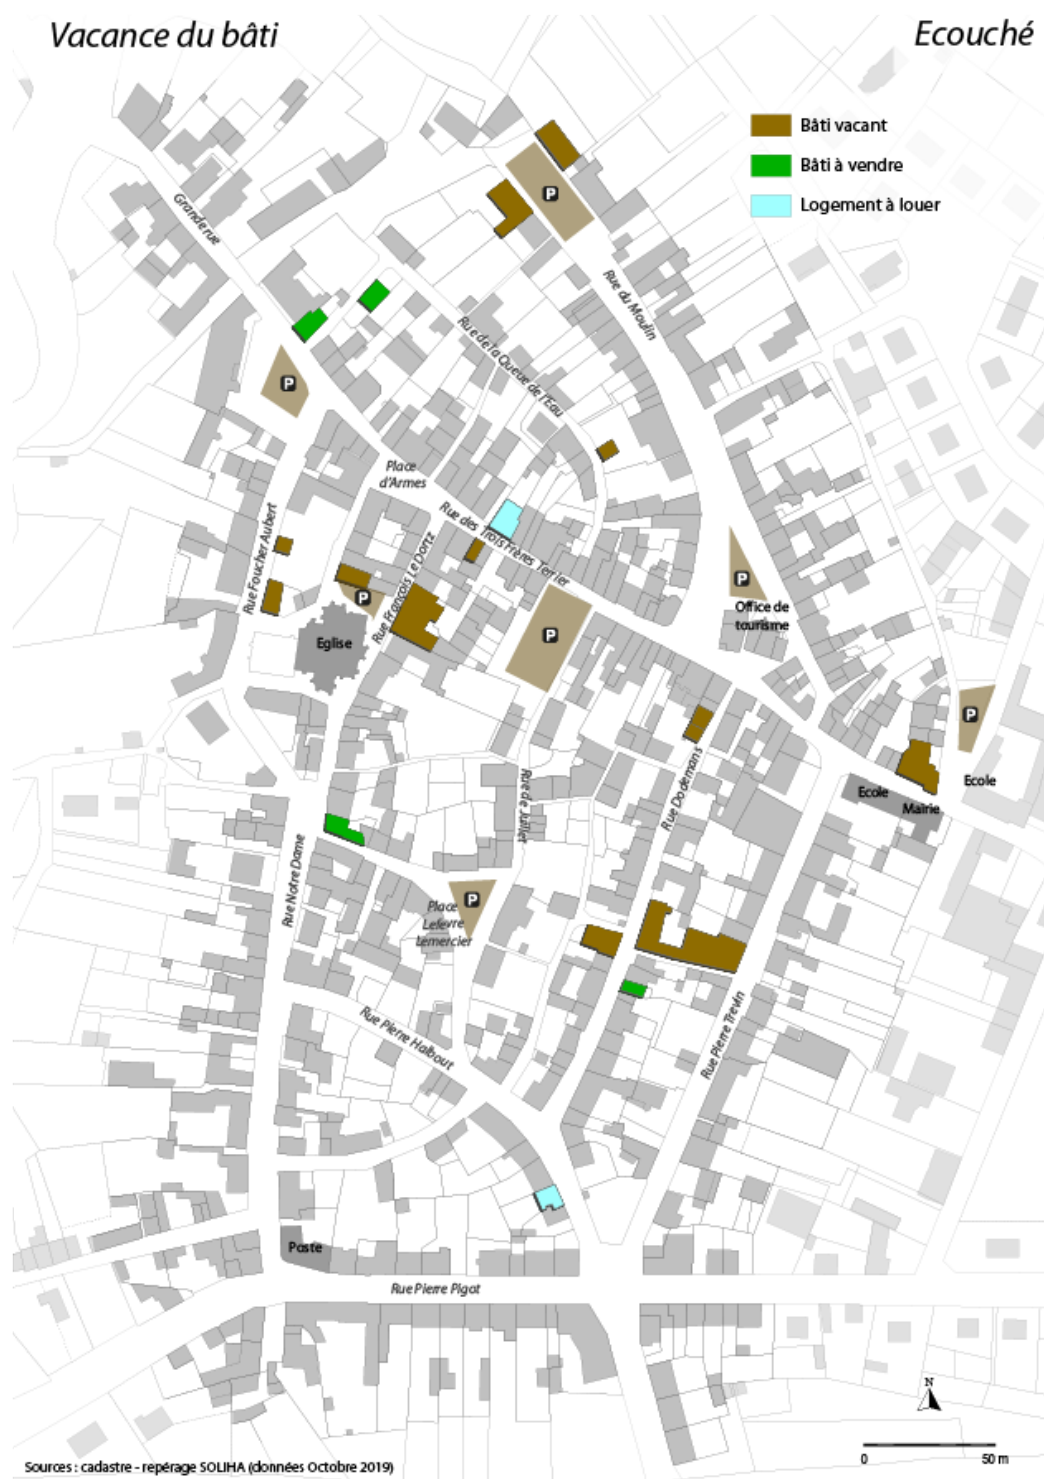 Vacance du bâti
Ecouché
Bâti vacant
Bâti à vendre
Logement à louer
P
Grande rue
Rue du Moulin
Rue de la Queue de l'Eau
P
Place
d'Armes
Rue des Trois Frères Terrier
Rue François Le Dortz
Rue Foucher Aubert
P
P
P
Office de
tourisme
Eglise
P
Ecole
Ecole
Mairie
Rue Dodemans
Rue de Juillet
Rue Notre Dame
P
Place
Lefevre
Lemercier
Rue Pierre Halbout
Rue Pierre Trevin
Poste
Rue Pierre Pigot
N
0 50 m
Sources : cadastre - repérage SOLIHA (données Octobre 2019)